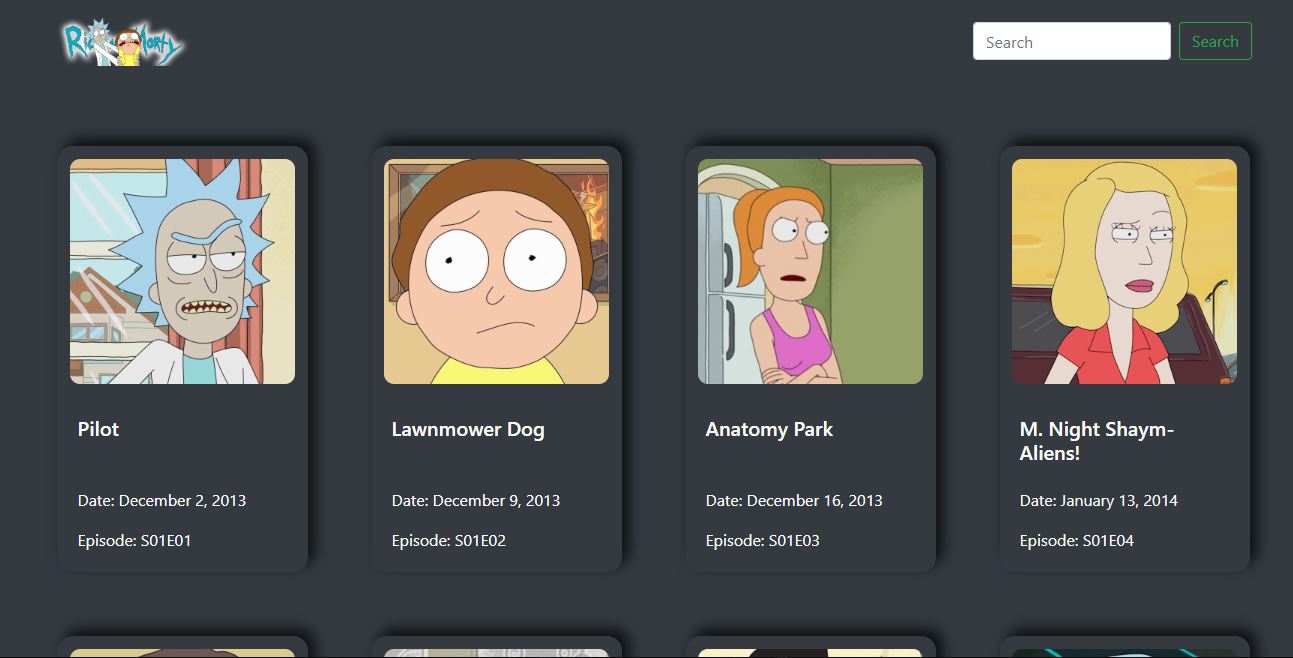 Rick and Morty
Search
Search
Pilot
Date: December 2, 2013
Episode: S01E01
Lawnmower Dog
Date: December 9, 2013
Episode: S01E02
Anatomy Park
Date: December 16, 2013
Episode: S01E03
M. Night Shaym-
Aliens!
Date: January 13, 2014
Episode: S01E04